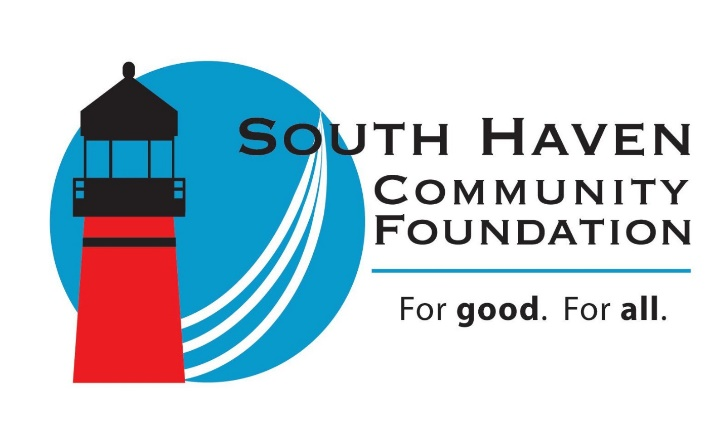 South Haven
Community
Foundation
For good. For all.